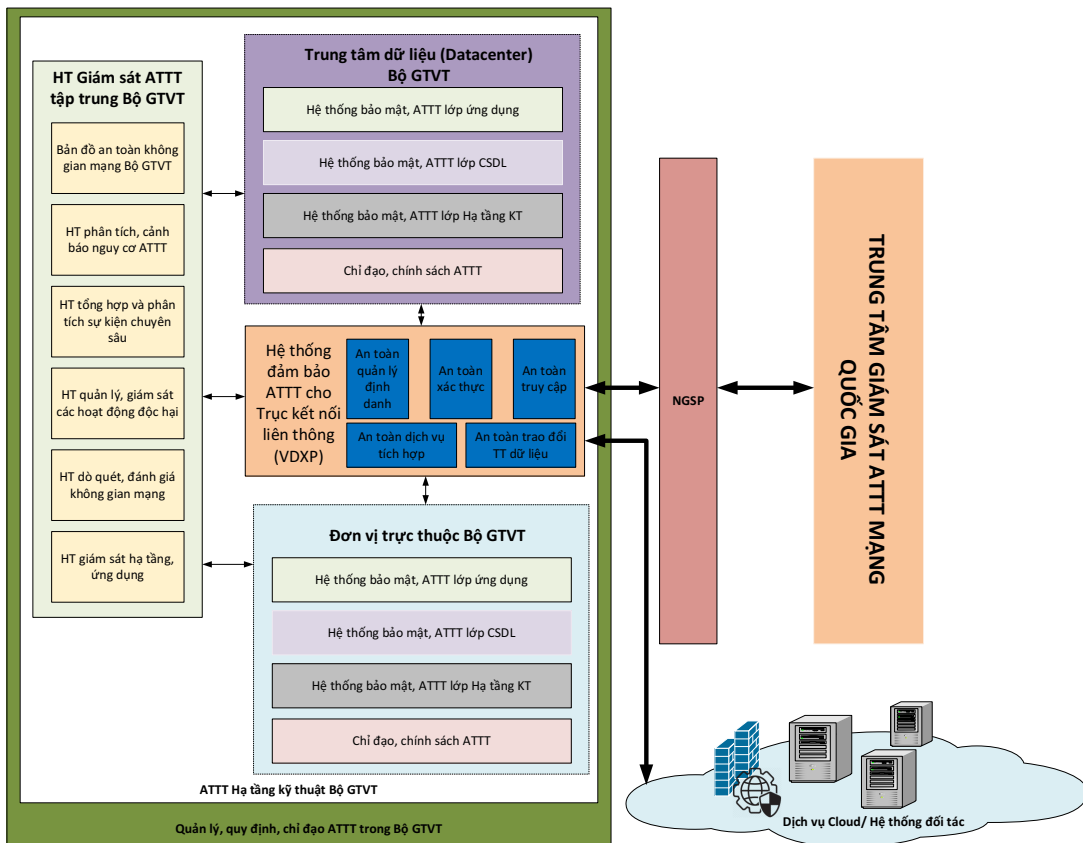 HT Giám sát ATTT
tập trung Bộ GTVT
Bản đồ an toàn không
gian mạng Bộ GTVT
HT phân tích, cảnh
báo nguy cơ ATTT
HT tổng hợp và phân
tích sự kiện chuyên
sâu
HT quản lý, giám sát
các hoạt động độc hại
HT dò quét, đánh giá
không gian mạng
HT giám sát hạ tầng,
ứng dụng
Trung tâm dữ liệu (Datacenter)
Bộ GTVT
Hệ thống bảo mật, ATTT lớp ứng dụng
Hệ thống bảo mật, ATTT lớp CSDL
Hệ thống bảo mật, ATTT lớp Hạ tầng KT
Chỉ đạo, chính sách ATTT
Hệ thống
đảm bảo
ATTT cho
Trục kết nối
liên thông
(VDXP)
An toàn
quản lý
định
danh
An toàn
xác thực
An toàn
truy cập
An toàn dịch vụ
tích hợp
An toàn trao đổi
TT dữ liệu
Đơn vị trực thuộc Bộ GTVT
Hệ thống bảo mật, ATTT lớp ứng dụng
Hệ thống bảo mật, ATTT lớp CSDL
Hệ thống bảo mật, ATTT lớp Hạ tầng KT
Chỉ đạo, chính sách ATTT
ATTT Hạ tầng kỹ thuật Bộ GTVT
Quản lý, quy định, chỉ đạo ATTT trong Bộ GTVT
NGSP
TRUNG TÂM GIÁM SÁT ATTT MẠNG
QUỐC GIA
Dịch vụ Cloud/ Hệ thống đối tác